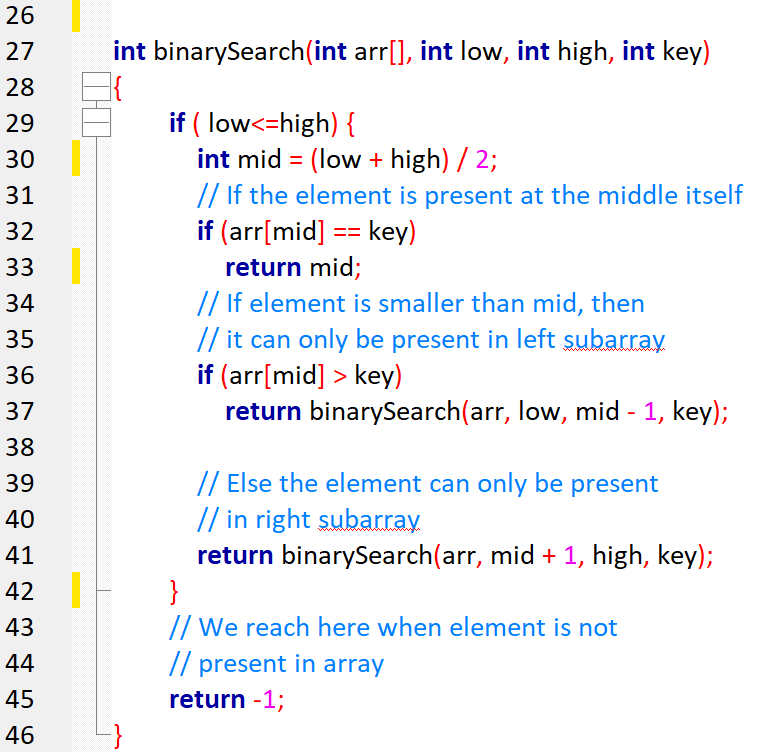 26
27 int binarySearch(int arr[], int low, int high, int key)
28 {
29 if ( low<=high) {
30 int mid = (low + high) / 2;
31 // If the element is present at the middle itself
32 if (arr[mid] == key)
33 return mid;
34 // If element is smaller than mid, then
35 // it can only be present in left subarray
36 if (arr[mid] > key)
37 return binarySearch(arr, low, mid - 1, key);
38
39 // Else the element can only be present
40 // in right subarray
41 return binarySearch(arr, mid + 1, high, key);
42 }
43 // We reach here when element is not
44 // present in array
45 return -1;
46 }